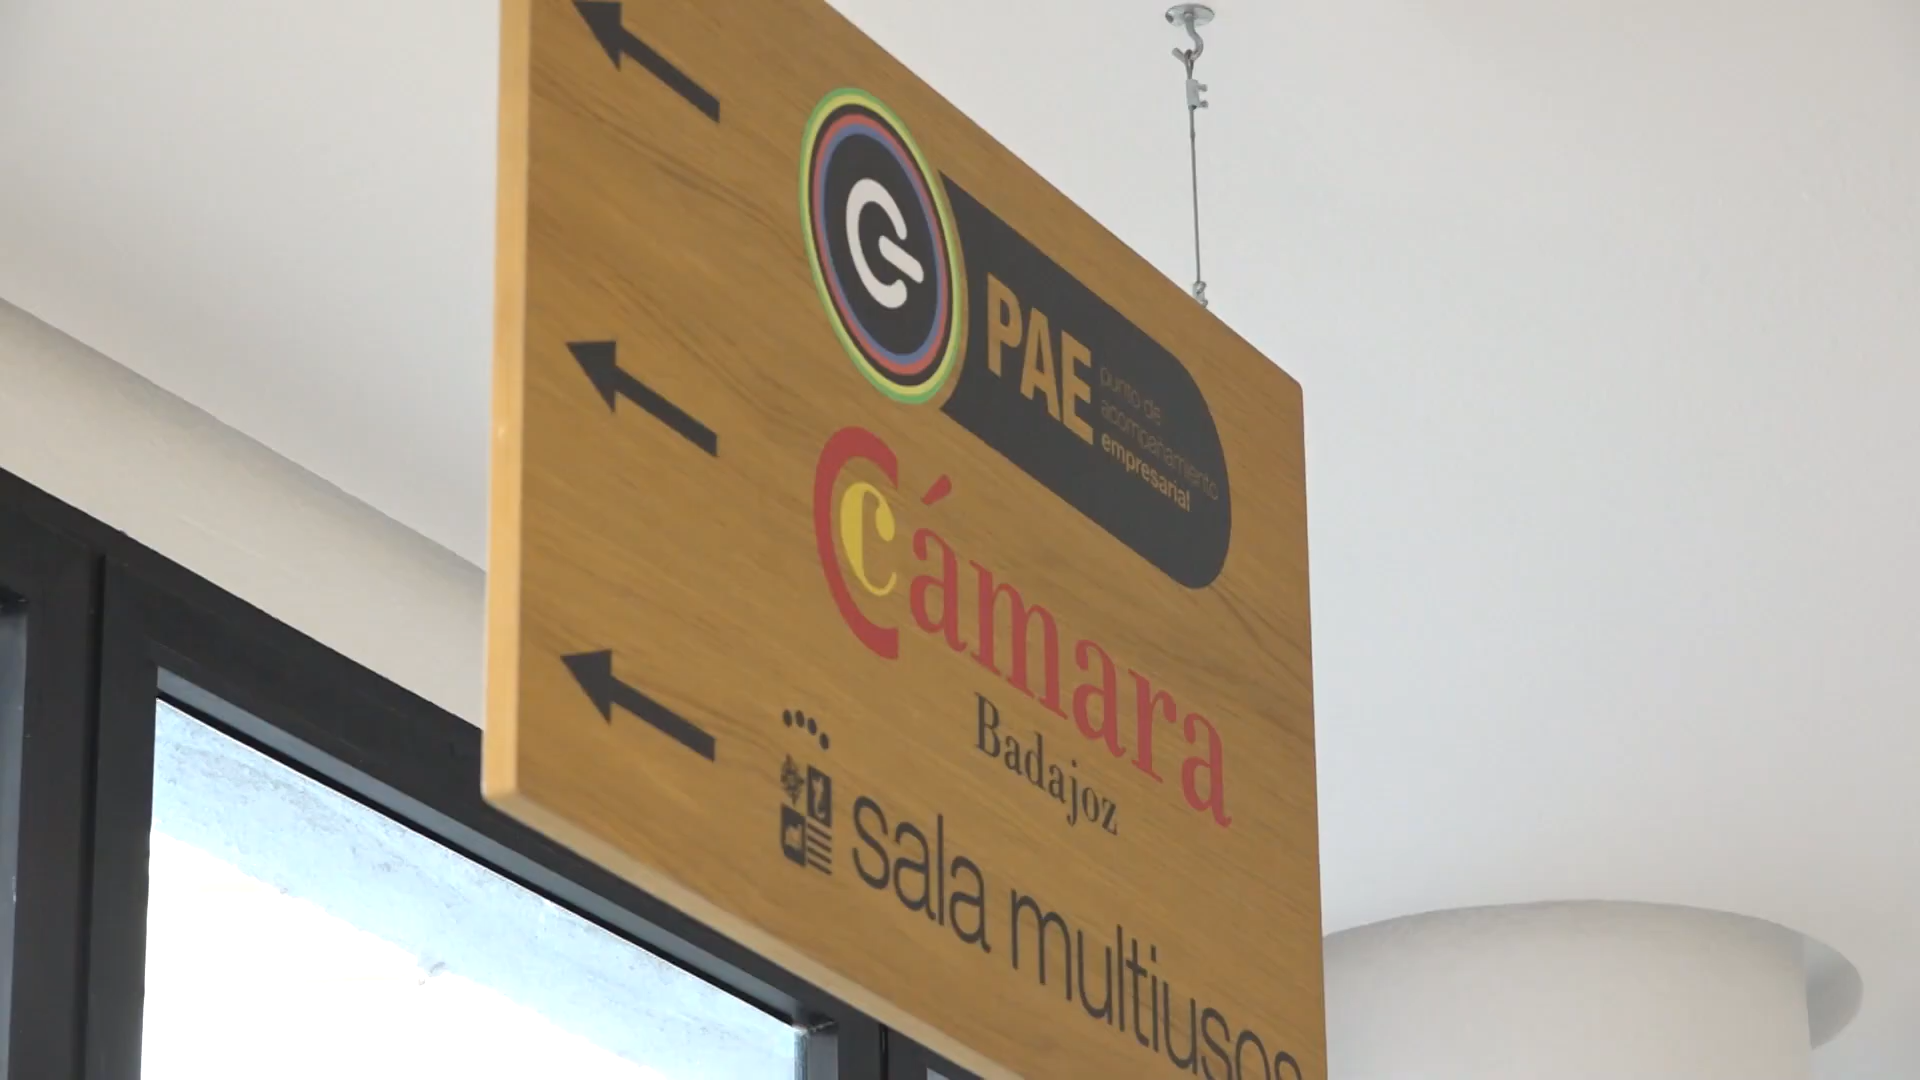 PAE
punto de
acompañamiento
empresarial
Cámara
Badajoz
sala multiusos